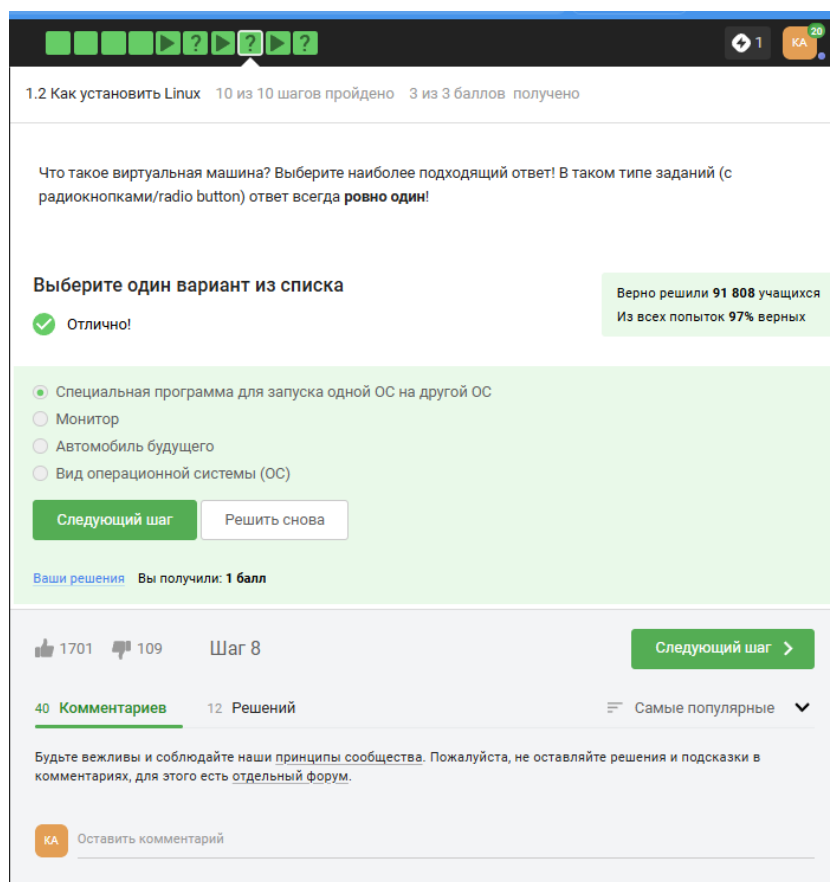 ? ? ?
1
KA
20
1.2 Как установить Linux 10 из 10 шагов пройдено 3 из 3 баллов получено
Что такое виртуальная машина? Выберите наиболее подходящий ответ! В таком типе заданий (с
радиокнопками/radio button) ответ всегда ровно один!
Выберите один вариант из списка
Отлично!
Верно решили 91 808 учащихся
Из всех попыток 97% верных
Специальная программа для запуска одной ОС на другой ОС
Монитор
Автомобиль будущего
Вид операционной системы (ОС)
Следующий шаг Решить снова
Ваши решения Вы получили: 1 балл
1701 109 Шаг 8 Следующий шаг
40 Комментариев 12 Решений Самые популярные
Будьте вежливы и соблюдайте наши принципы сообщества. Пожалуйста, не оставляйте решения и подсказки в
комментариях, для этого есть отдельный форум.
KA Оставить комментарий